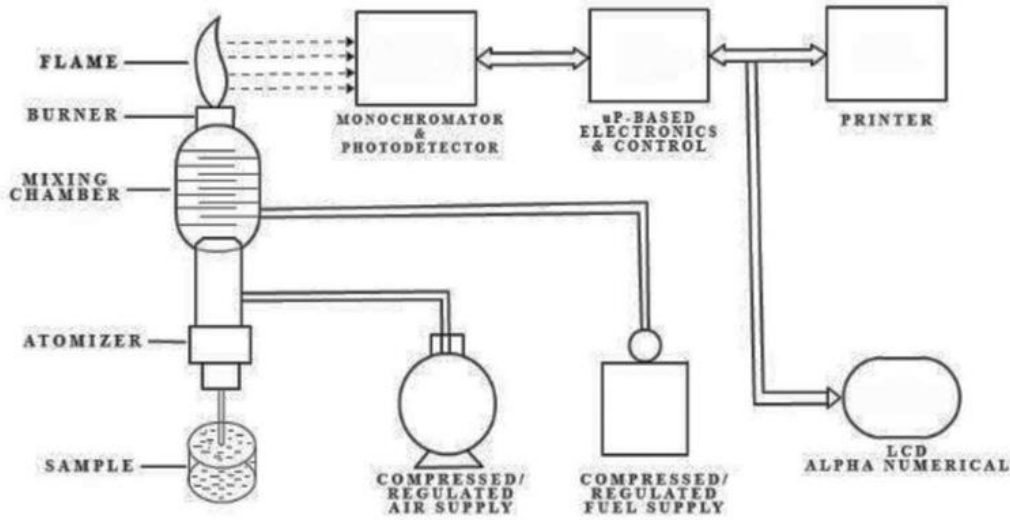 FLAME
BURNER
MIXING
CHAMBER
ATOMIZER
SAMPLE
MONOCHROMATOR
&
PHOTODETECTOR
uP-BASED
ELECTRONICS
& CONTROL
PRINTER
COMPRESSED/
REGULATED
AIR SUPPLY
COMPRESSED/
REGULATED
FUEL SUPPLY
LCD
ALPHA NUMERICAL